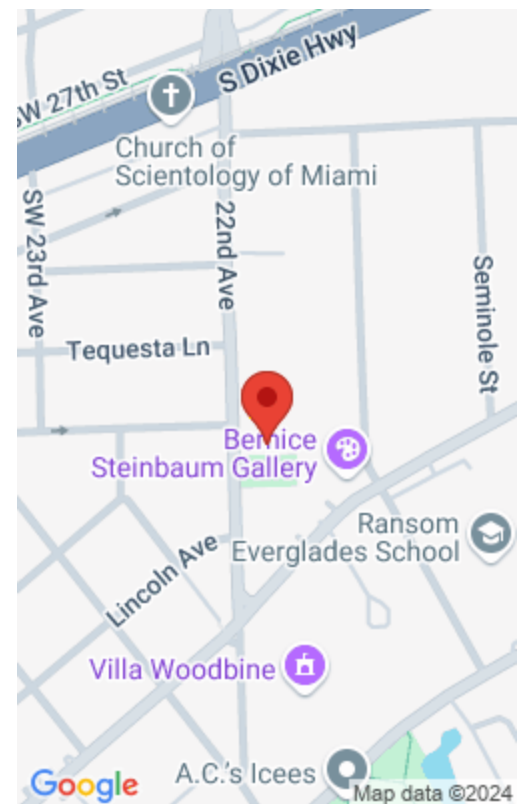 S Dixie Hwy
SW 27th St
Church of
Scientology of Miami
SW 23rd Ave
22nd Ave
Seminole St
Tequesta Ln
Bernice
Steinbaum Gallery
Ransom
Everglades School
Lincoln Ave
Villa Woodbine
A.C.'s Icees
Google
Map data ©2024